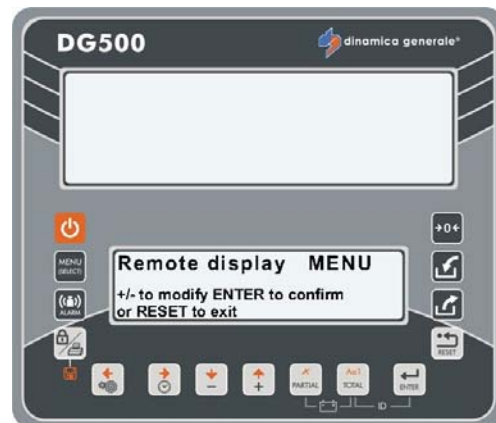 DG500
dinamica generale®
→0←
MENU
(SELECT)
Remote display MENU
ALARM
+/- to modify ENTER to confirm
or RESET to exit
RESET
- +
PARTIAL TOTAL ENTER
ID